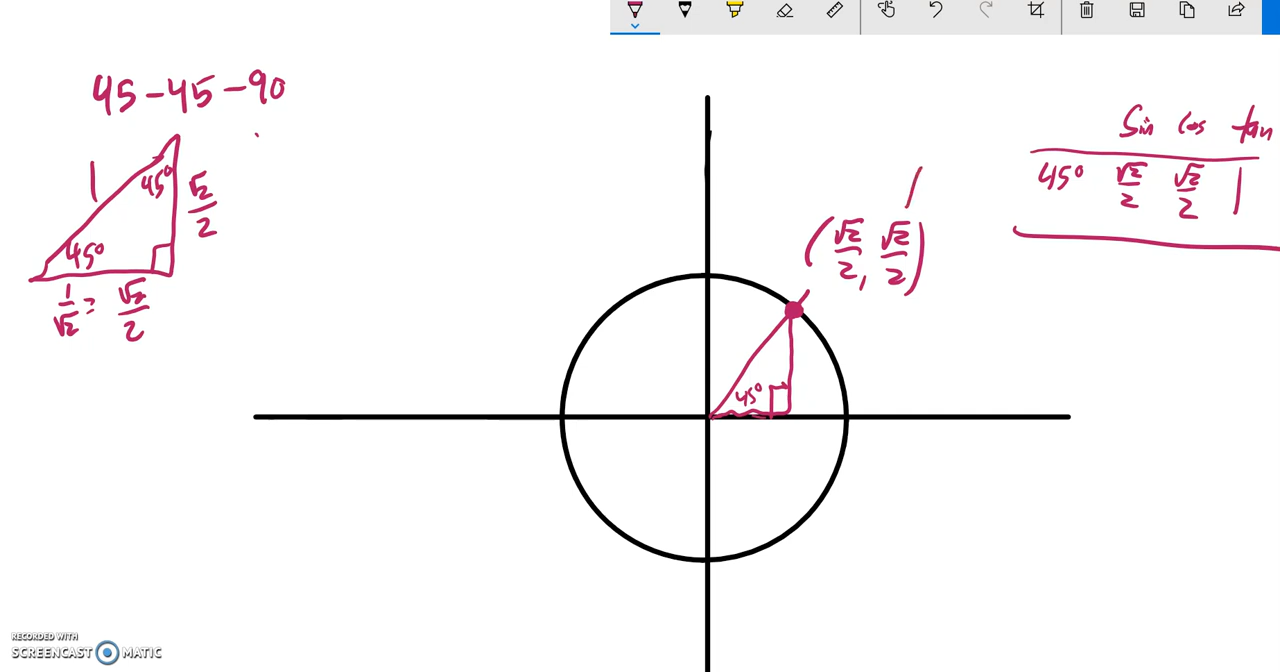 45-45-90
1
45°
√2/2
45°
1/√2 = √2/2
(√2/2, √2/2)
45°
Sin cos tan
45° √2/2 √2/2 1
RECORDED WITH
SCREENCAST MATIC